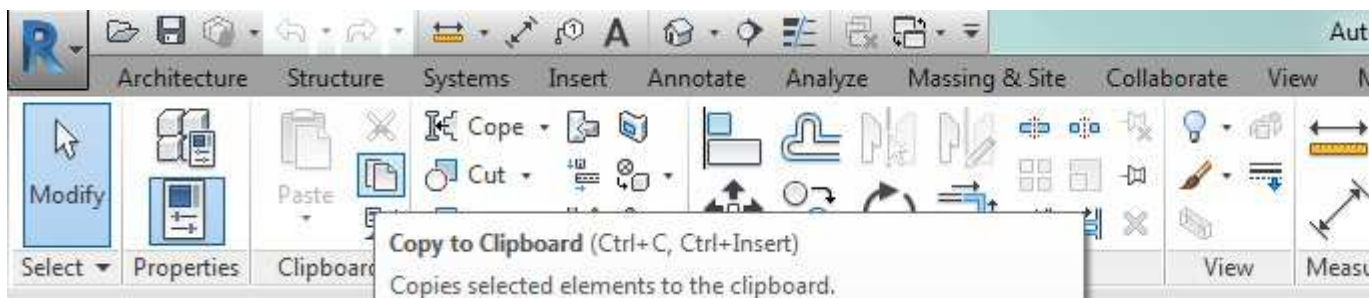 R
A
Aut
Architecture Structure Systems Insert Annotate Analyze Massing & Site Collaborate View
Cope
Cut
Modify
Paste
Copy to Clipboard (Ctrl+C, Ctrl+Insert)
Select Properties Clipboard View Measu
Copies selected elements to the clipboard.